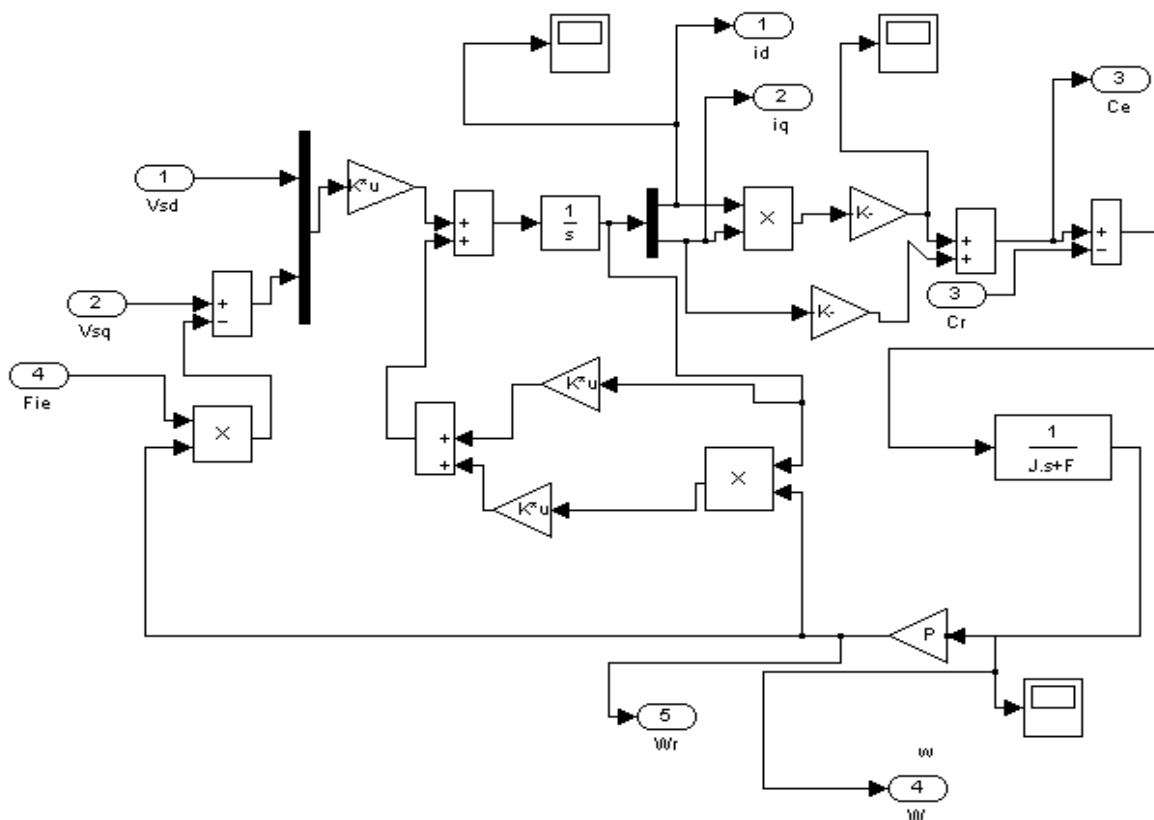 1
id
2
iq
3
Ce
1
Vsd
K*u
+
+
1
s
×
K-
+
+
+
−
2
Vsq
+
−
K-
3
Cr
4
Fie
×
K*u
+
+
K*u
×
1
J.s+F
P
5
Wr
w
4
W